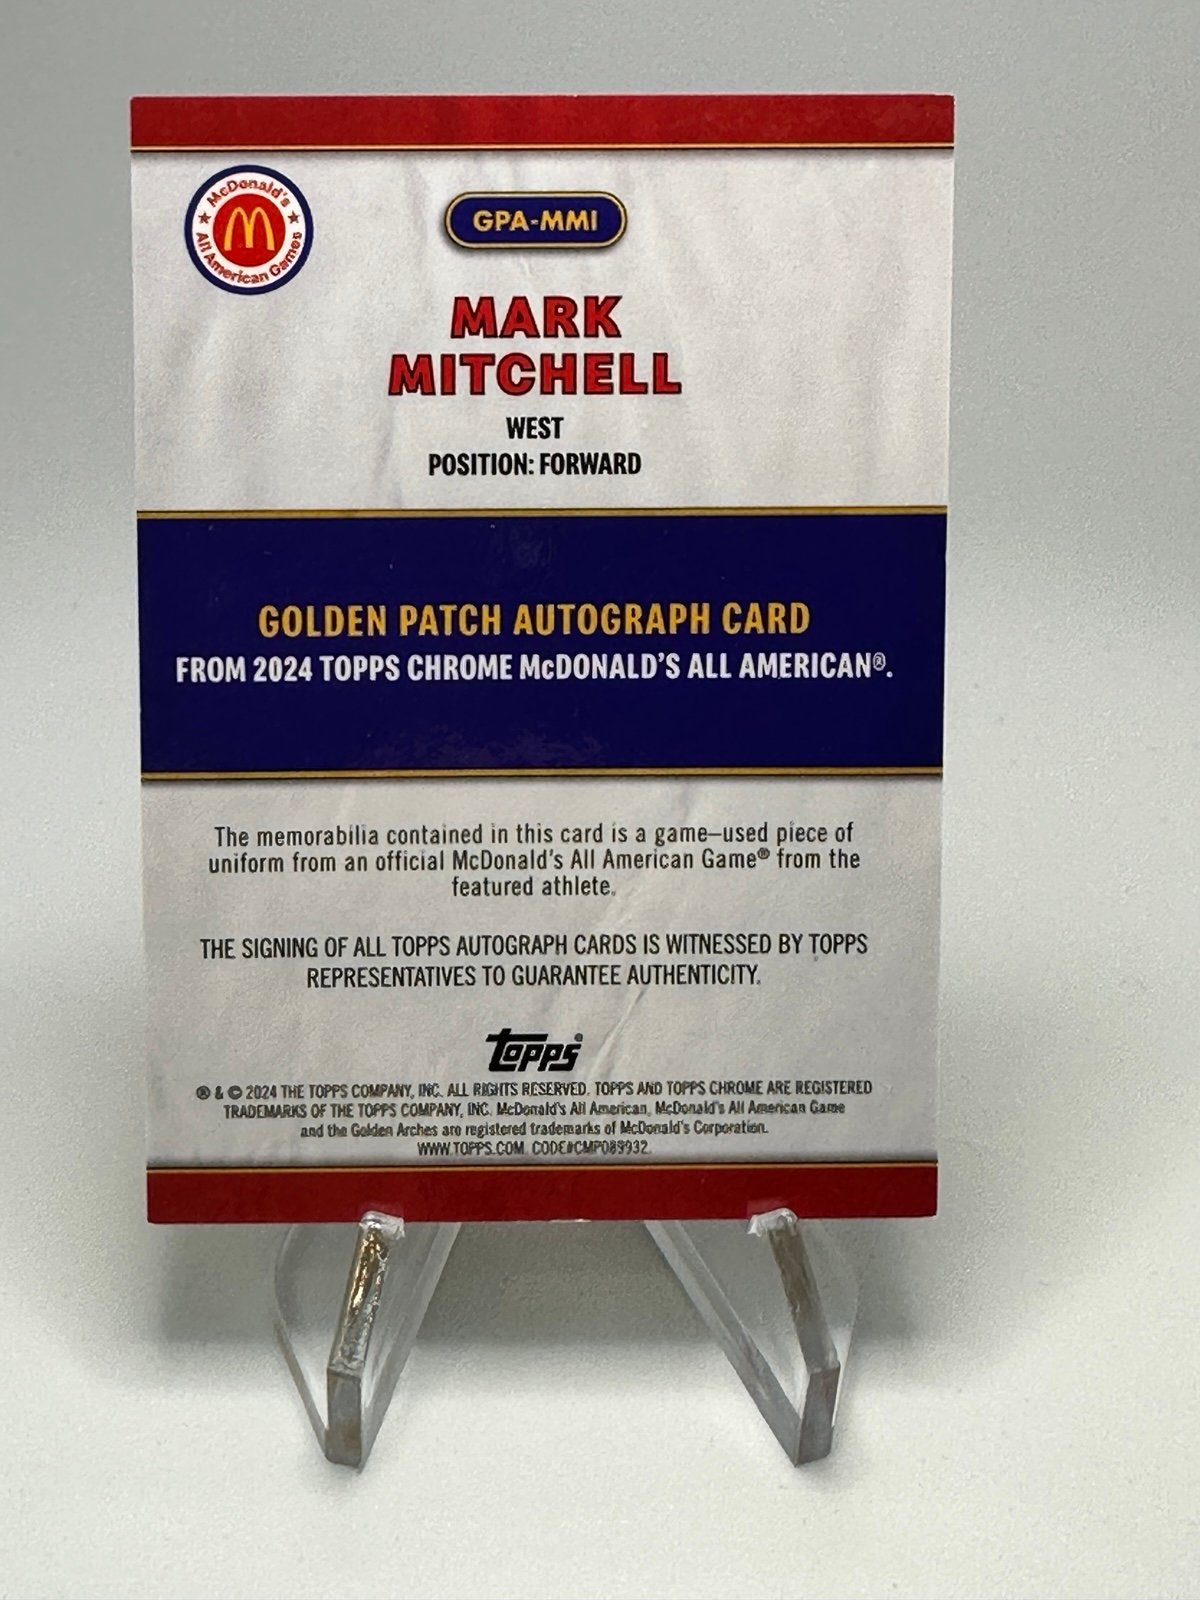 McDonald's
All American Games
GPA-MMI
MARK
MITCHELL
WEST
POSITION: FORWARD
GOLDEN PATCH AUTOGRAPH CARD
FROM 2024 TOPPS CHROME McDONALD'S ALL AMERICAN®.
The memorabilia contained in this card is a game–used piece of
uniform from an official McDonald's All American Game® from the
featured athlete.
THE SIGNING OF ALL TOPPS AUTOGRAPH CARDS IS WITNESSED BY TOPPS
REPRESENTATIVES TO GUARANTEE AUTHENTICITY.
Topps®
® & © 2024 THE TOPPS COMPANY, INC. ALL RIGHTS RESERVED. TOPPS AND TOPPS CHROME ARE REGISTERED
TRADEMARKS OF THE TOPPS COMPANY, INC. McDonald's All American, McDonald's All American Game
and the Golden Arches are registered trademarks of McDonald's Corporation.
WWW.TOPPS.COM CODE#CMP089932